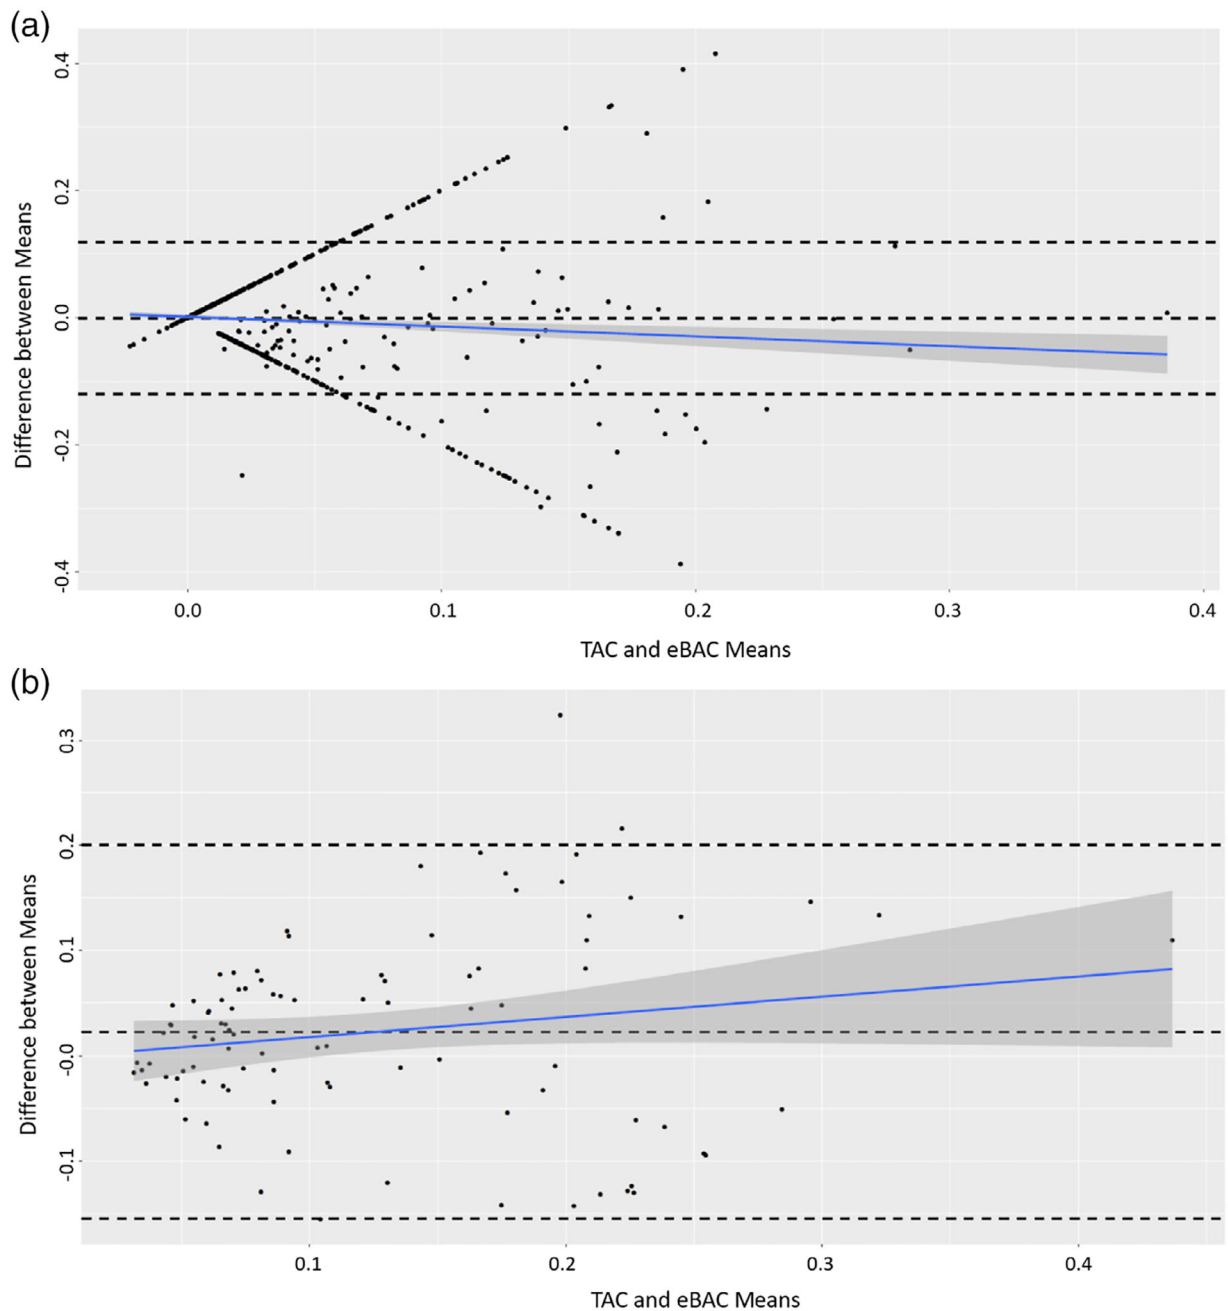 (a)
Difference between Means
0.4
0.2
0.0
-0.2
-0.4
0.0 0.1 0.2 0.3 0.4
TAC and eBAC Means
(b)
Difference between Means
0.3
0.2
0.1
-0.0
-0.1
0.1 0.2 0.3 0.4
TAC and eBAC Means